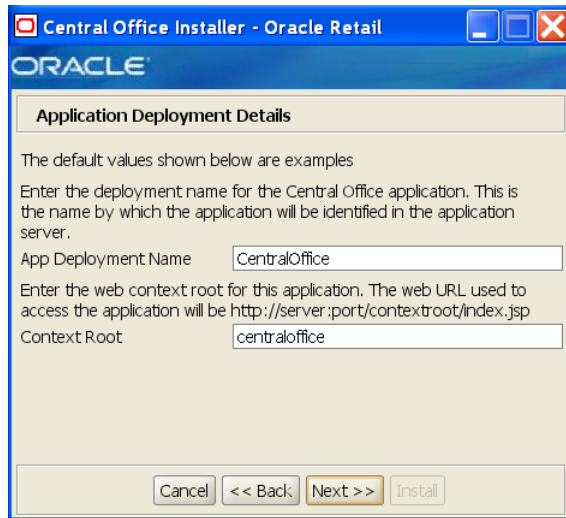 Central Office Installer - Oracle Retail
ORACLE
Application Deployment Details
The default values shown below are examples
Enter the deployment name for the Central Office application. This is
the name by which the application will be identified in the application
server.
App Deployment Name CentralOffice
Enter the web context root for this application. The web URL used to
access the application will be http://server:port/contextroot/index.jsp
Context Root centraloffice
Cancel << Back Next >> Install